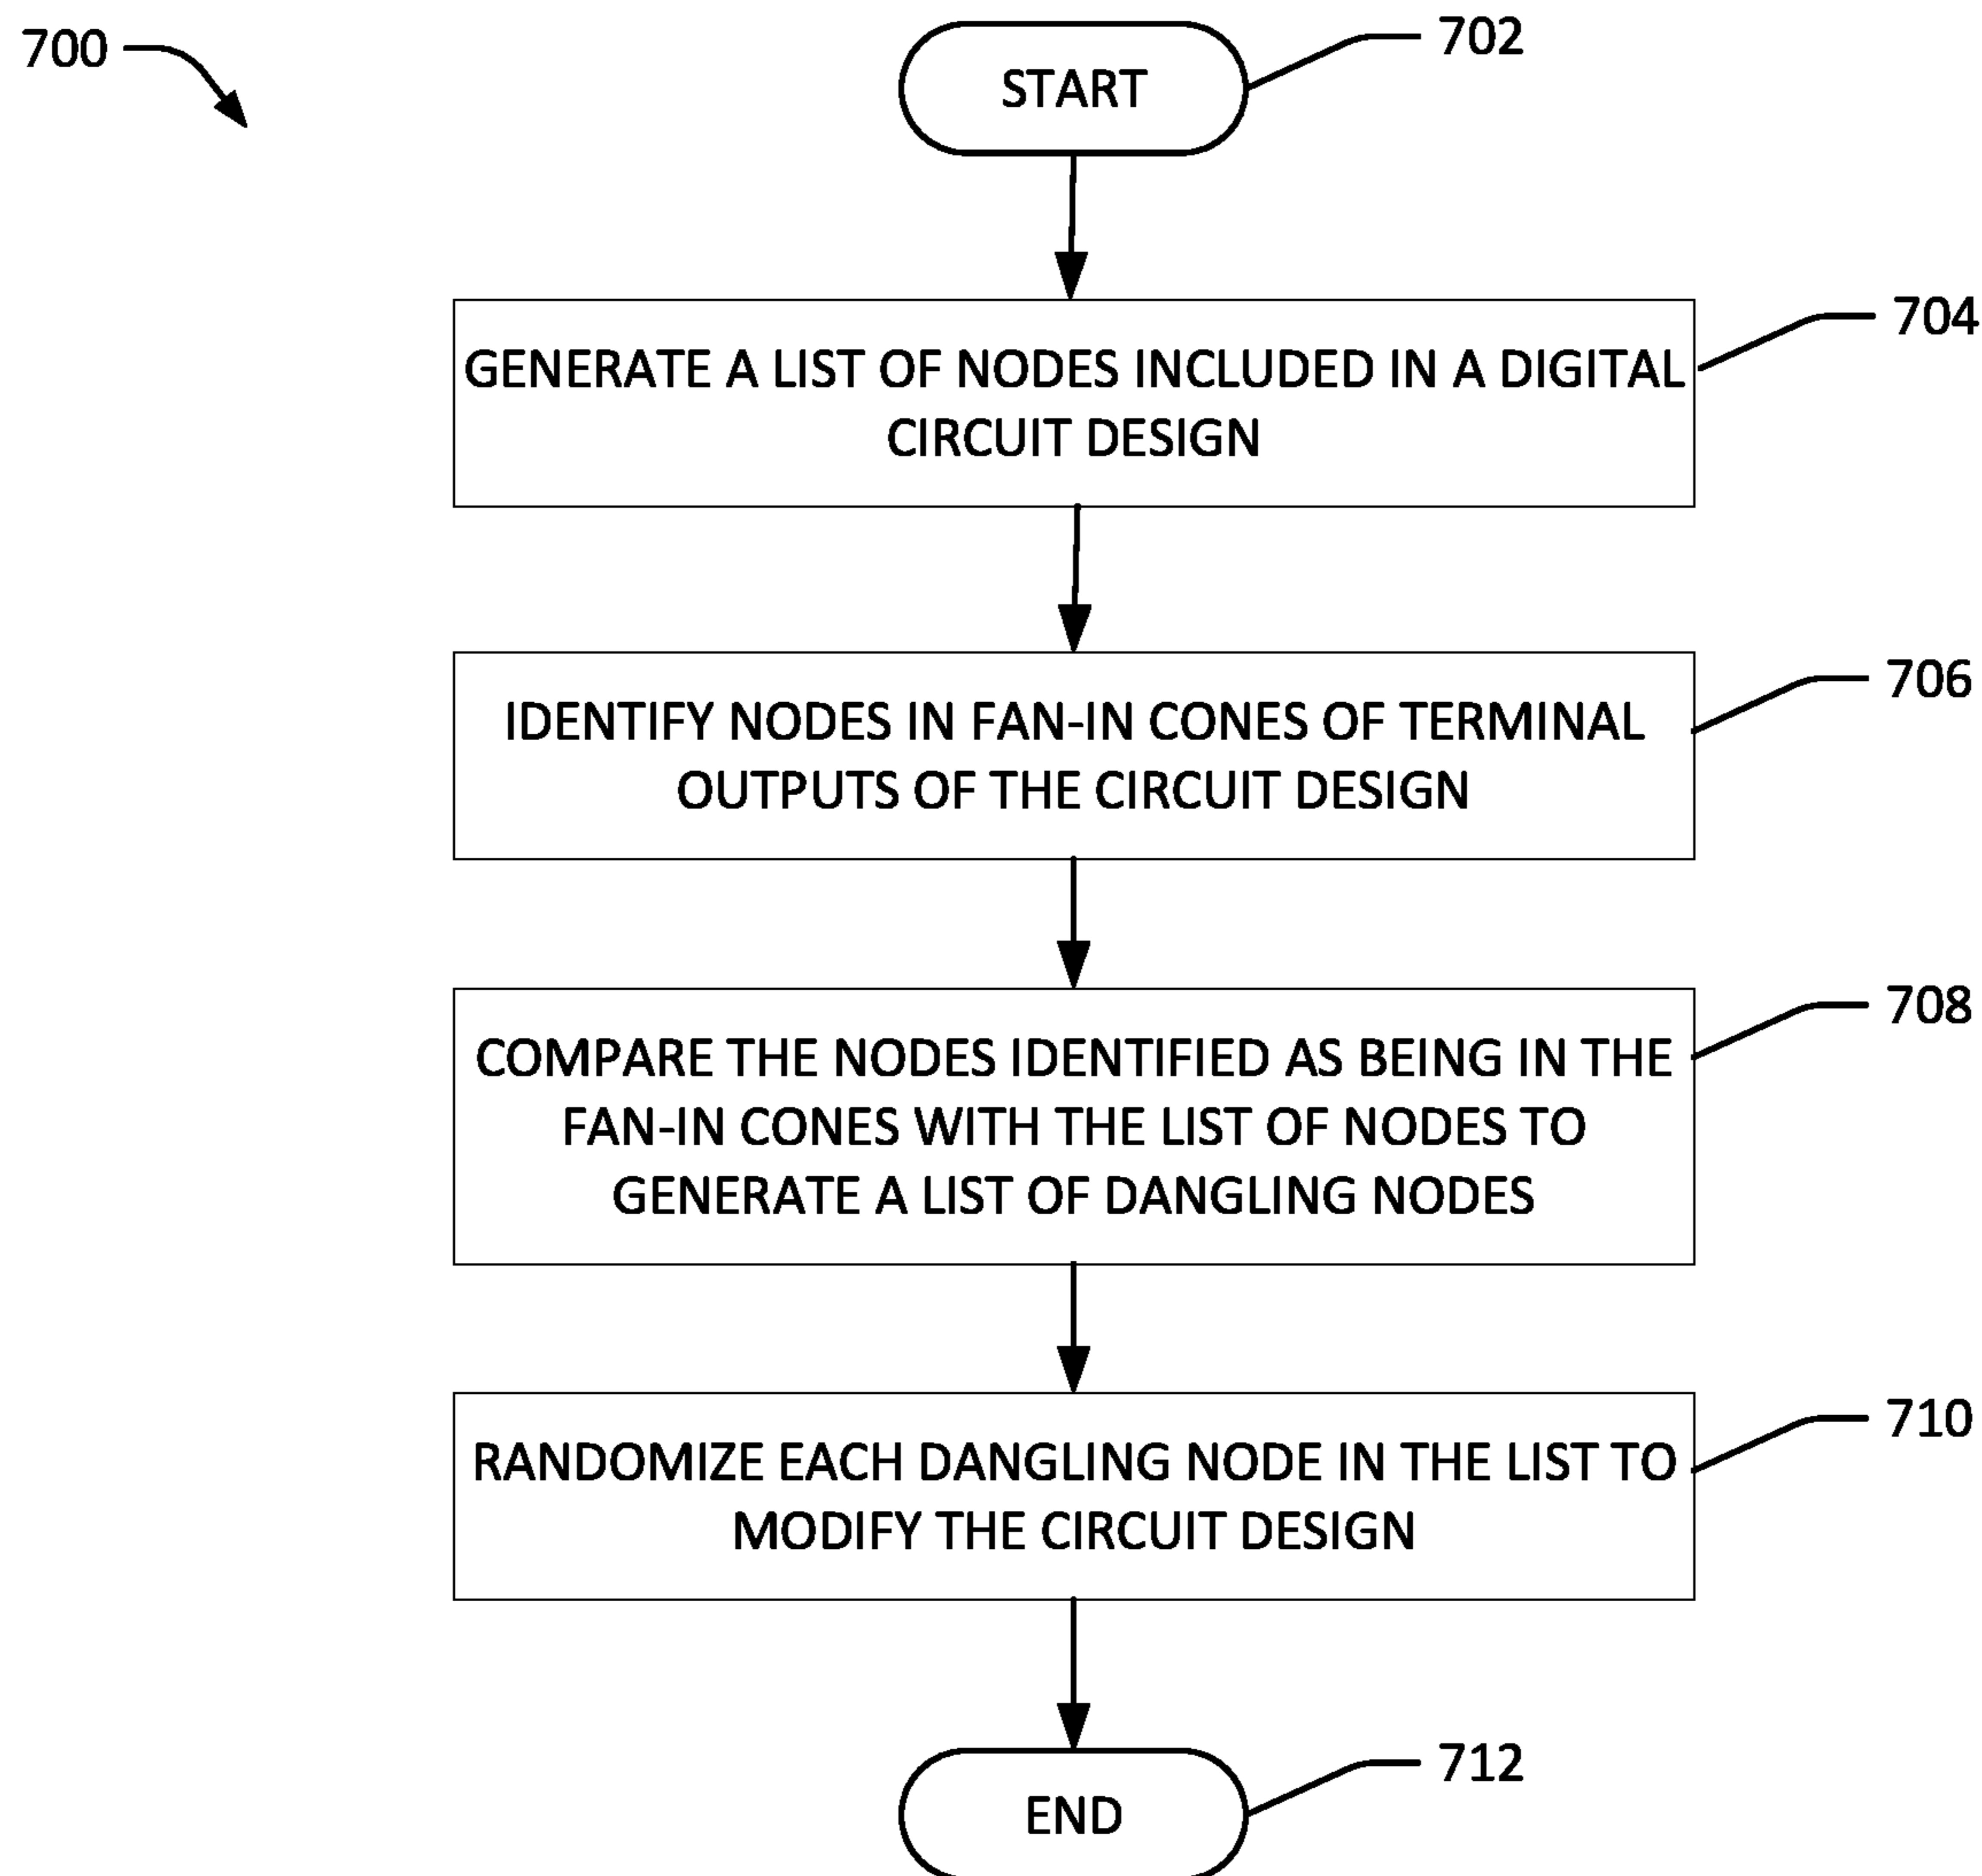 700
702
START
704
GENERATE A LIST OF NODES INCLUDED IN A DIGITAL
CIRCUIT DESIGN
706
IDENTIFY NODES IN FAN-IN CONES OF TERMINAL
OUTPUTS OF THE CIRCUIT DESIGN
708
COMPARE THE NODES IDENTIFIED AS BEING IN THE
FAN-IN CONES WITH THE LIST OF NODES TO
GENERATE A LIST OF DANGLING NODES
710
RANDOMIZE EACH DANGLING NODE IN THE LIST TO
MODIFY THE CIRCUIT DESIGN
712
END